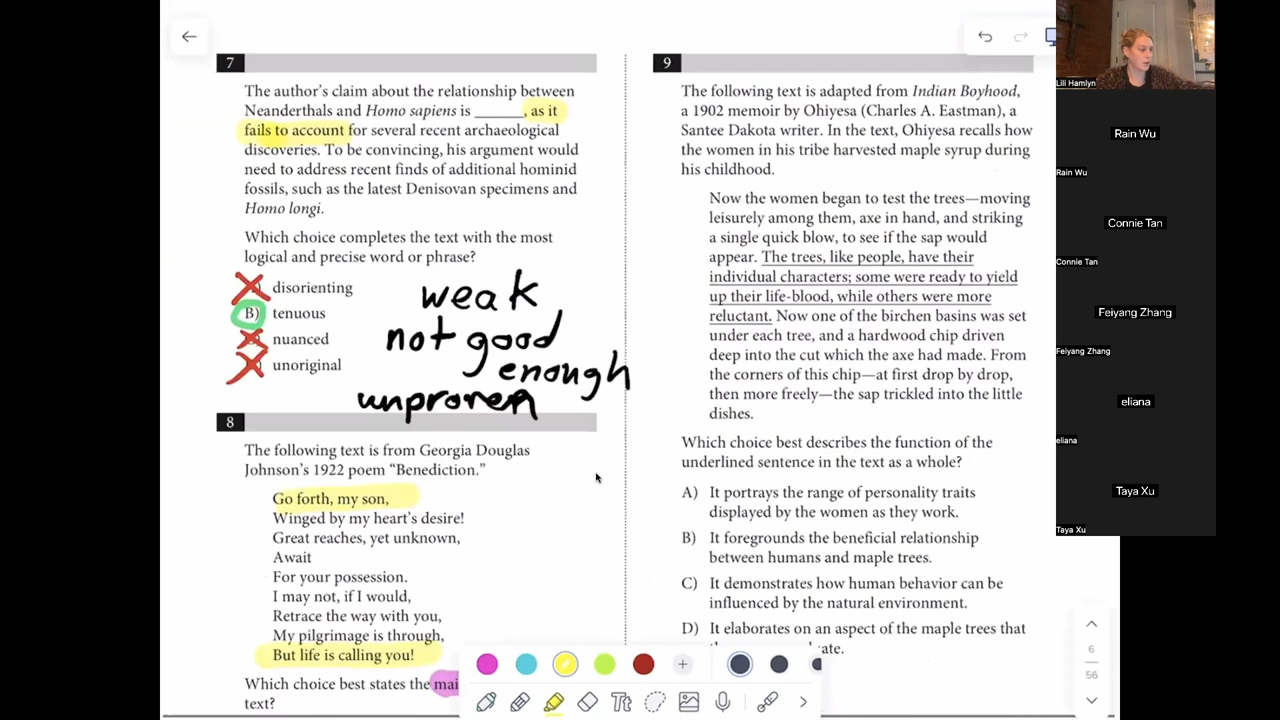 7
The author's claim about the relationship between
Neanderthals and Homo sapiens is ______, as it
fails to account for several recent archaeological
discoveries. To be convincing, his argument would
need to address recent finds of additional hominid
fossils, such as the latest Denisovan specimens and
Homo longi.
Which choice completes the text with the most
logical and precise word or phrase?
disorienting
B) tenuous
nuanced
unoriginal
weak
not good
enough
unproven
8
The following text is from Georgia Douglas
Johnson's 1922 poem “Benediction.”
Go forth, my son,
Winged by my heart's desire!
Great reaches, yet unknown,
Await
For your possession.
I may not, if I would,
Retrace the way with you,
My pilgrimage is through,
But life is calling you!
Which choice best states the mai
text?
9
The following text is adapted from Indian Boyhood,
a 1902 memoir by Ohiyesa (Charles A. Eastman), a
Santee Dakota writer. In the text, Ohiyesa recalls how
the women in his tribe harvested maple syrup during
his childhood.
Now the women began to test the trees—moving
leisurely among them, axe in hand, and striking
a single quick blow, to see if the sap would
appear. The trees, like people, have their
individual characters; some were ready to yield
up their life-blood, while others were more
reluctant. Now one of the birchen basins was set
under each tree, and a hardwood chip driven
deep into the cut which the axe had made. From
the corners of this chip—at first drop by drop,
then more freely—the sap trickled into the little
dishes.
Which choice best describes the function of the
underlined sentence in the text as a whole?
A) It portrays the range of personality traits
displayed by the women as they work.
B) It foregrounds the beneficial relationship
between humans and maple trees.
C) It demonstrates how human behavior can be
influenced by the natural environment.
D) It elaborates on an aspect of the maple trees that
Tt
6
56
Lili Hamlyn
Rain Wu
Rain Wu
Connie Tan
Connie Tan
Feiyang Zhang
Feiyang Zhang
eliana
eliana
Taya Xu
Taya Xu